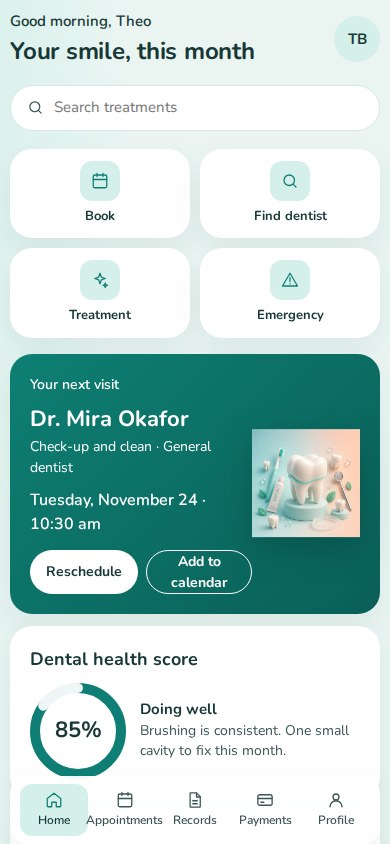 Good morning, Theo
Your smile, this month
TB
Search treatments
Book
Find dentist
Treatment
Emergency
Your next visit
Dr. Mira Okafor
Check-up and clean · General
dentist
Tuesday, November 24 ·
10:30 am
Reschedule
Add to
calendar
Dental health score
85%
Doing well
Brushing is consistent. One small
cavity to fix this month.
Home
Appointments
Records
Payments
Profile